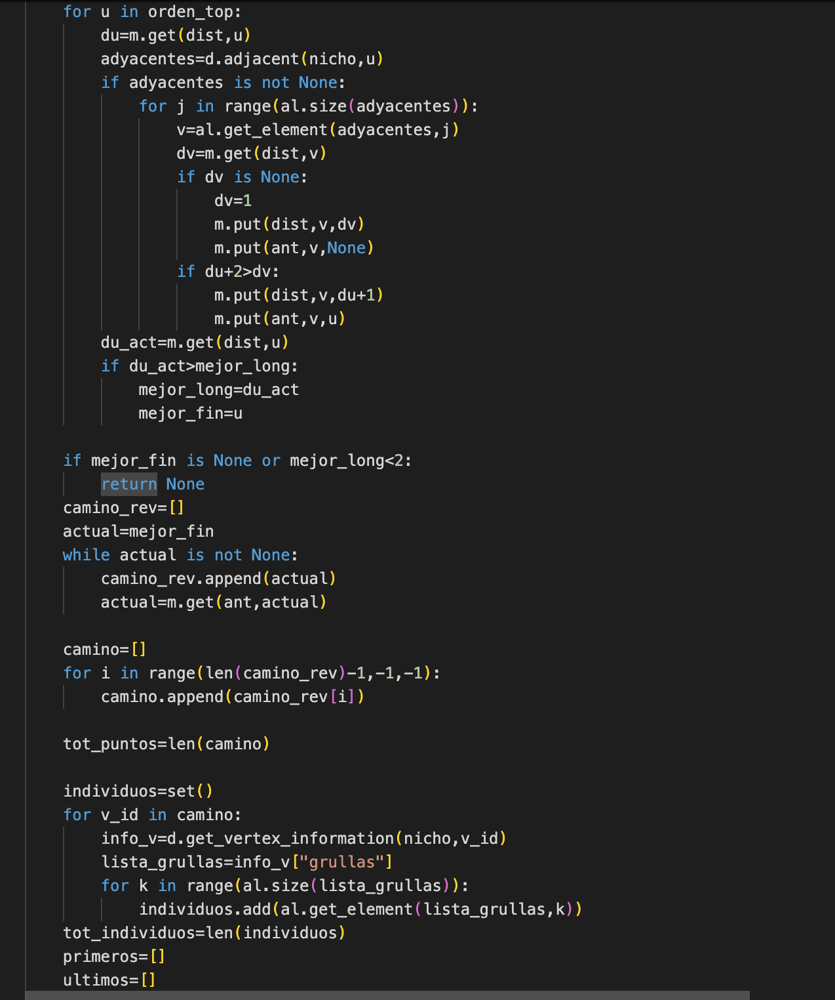 for u in orden_top:
du=m.get(dist,u)
adyacentes=d.adjacent(nicho,u)
if adyacentes is not None:
for j in range(al.size(adyacentes)):
v=al.get_element(adyacentes,j)
dv=m.get(dist,v)
if dv is None:
dv=1
m.put(dist,v,dv)
m.put(ant,v,None)
if du+2>dv:
m.put(dist,v,du+1)
m.put(ant,v,u)
du_act=m.get(dist,u)
if du_act>mejor_long:
mejor_long=du_act
mejor_fin=u
if mejor_fin is None or mejor_long<2:
return None
camino_rev=[]
actual=mejor_fin
while actual is not None:
camino_rev.append(actual)
actual=m.get(ant,actual)
camino=[]
for i in range(len(camino_rev)-1,-1,-1):
camino.append(camino_rev[i])
tot_puntos=len(camino)
individuos=set()
for v_id in camino:
info_v=d.get_vertex_information(nicho,v_id)
lista_grullas=info_v["grullas"]
for k in range(al.size(lista_grullas)):
individuos.add(al.get_element(lista_grullas,k))
tot_individuos=len(individuos)
primeros=[]
ultimos=[]